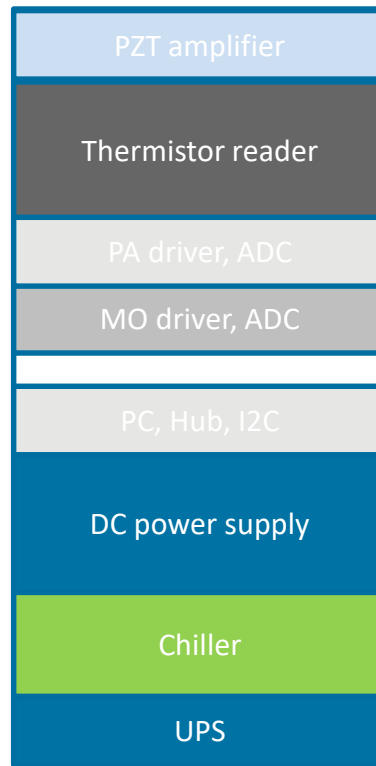 PZT amplifier
Thermistor reader
PA driver, ADC
MO driver, ADC
PC, Hub, I2C
DC power supply
Chiller
UPS